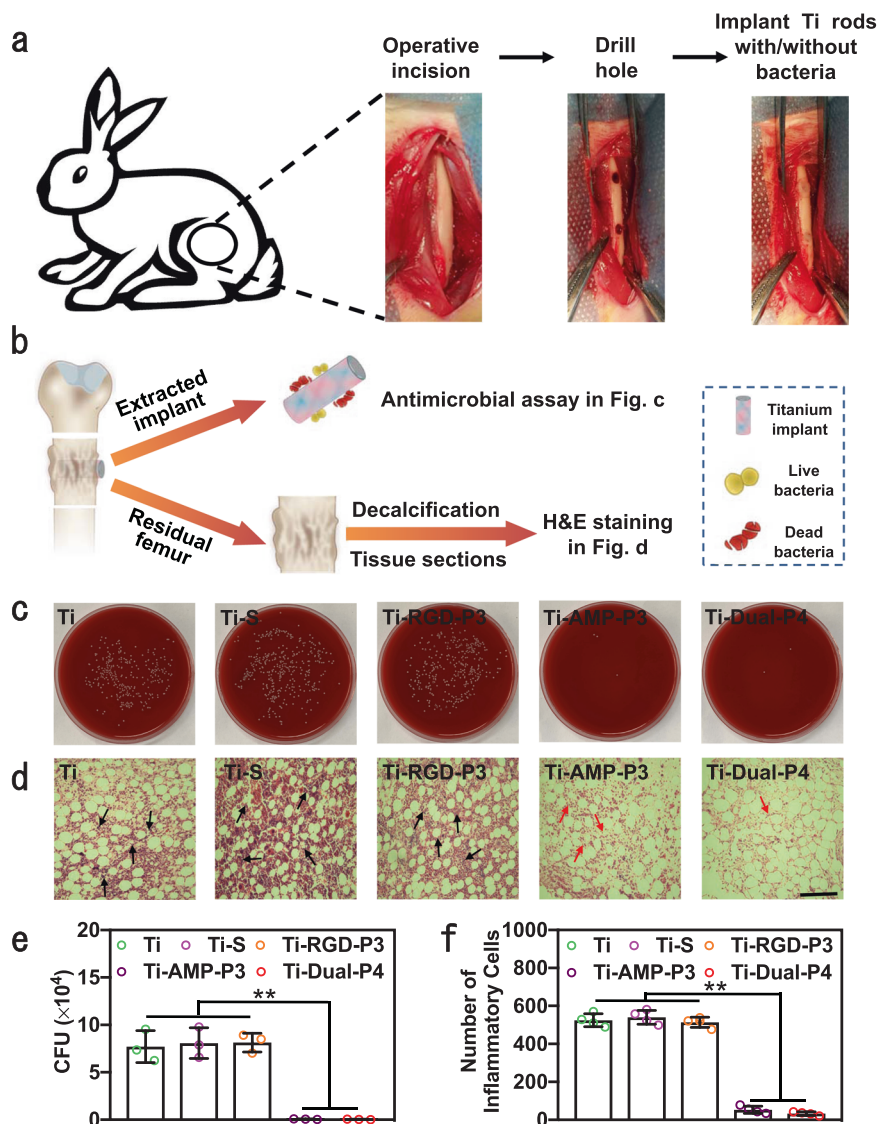 a
Operative
incision
Drill
hole
Implant Ti rods
with/without
bacteria
b
Extracted
implant
Antimicrobial assay in Fig. c
Residual
femur
Decalcification
Tissue sections
H&E staining
in Fig. d
Titanium
implant
Live
bacteria
Dead
bacteria
c
Ti
Ti-S
Ti-RGD-P3
Ti-AMP-P3
Ti-Dual-P4
d
Ti
Ti-S
Ti-RGD-P3
Ti-AMP-P3
Ti-Dual-P4
e
CFU (×10⁴)
20
15
10
5
0
Ti
Ti-S
Ti-RGD-P3
Ti-AMP-P3
Ti-Dual-P4
**
f
Number of
Inflammatory Cells
1000
800
600
400
200
0
Ti
Ti-S
Ti-RGD-P3
Ti-AMP-P3
Ti-Dual-P4
**